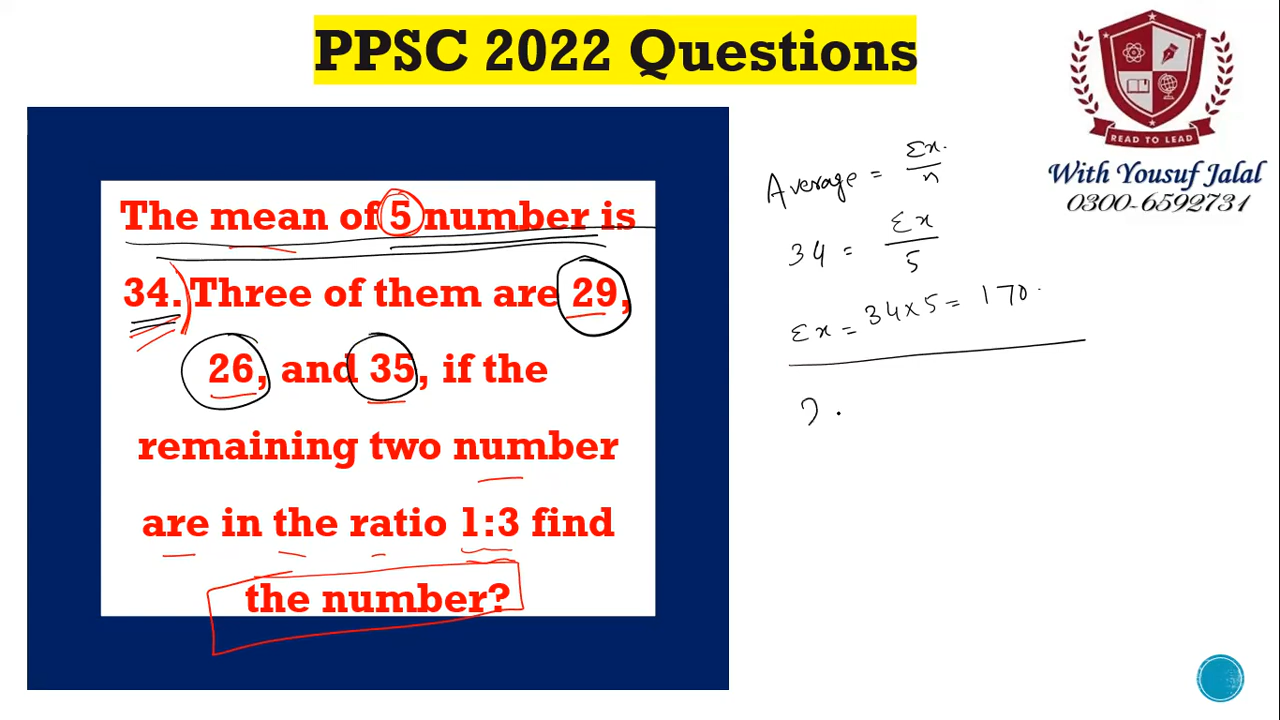 PPSC 2022 Questions
The mean of 5 number is
34. Three of them are 29,
26, and 35, if the
remaining two number
are in the ratio 1:3 find
the number?
Average = Σx
n
34 = Σx
5
Σx = 34 x 5 = 170.
READ TO LEAD
With Yousuf Jalal
0300-6592731